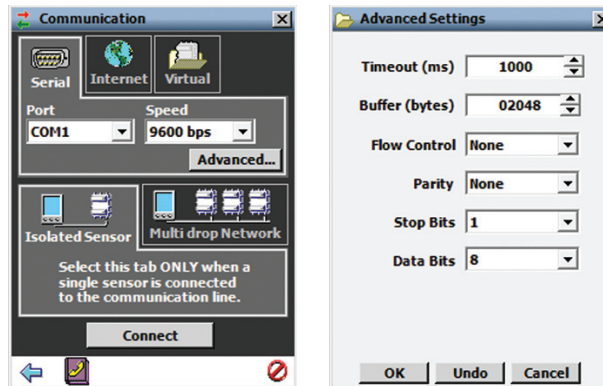 Communication
Serial
Internet
Virtual
Port
Speed
COM1
9600 bps
Advanced...
Isolated Sensor
Multi drop Network
Select this tab ONLY when a
single sensor is connected
to the communication line.
Connect
Advanced Settings
Timeout (ms) 1000
Buffer (bytes) 02048
Flow Control None
Parity None
Stop Bits 1
Data Bits 8
OK Undo Cancel